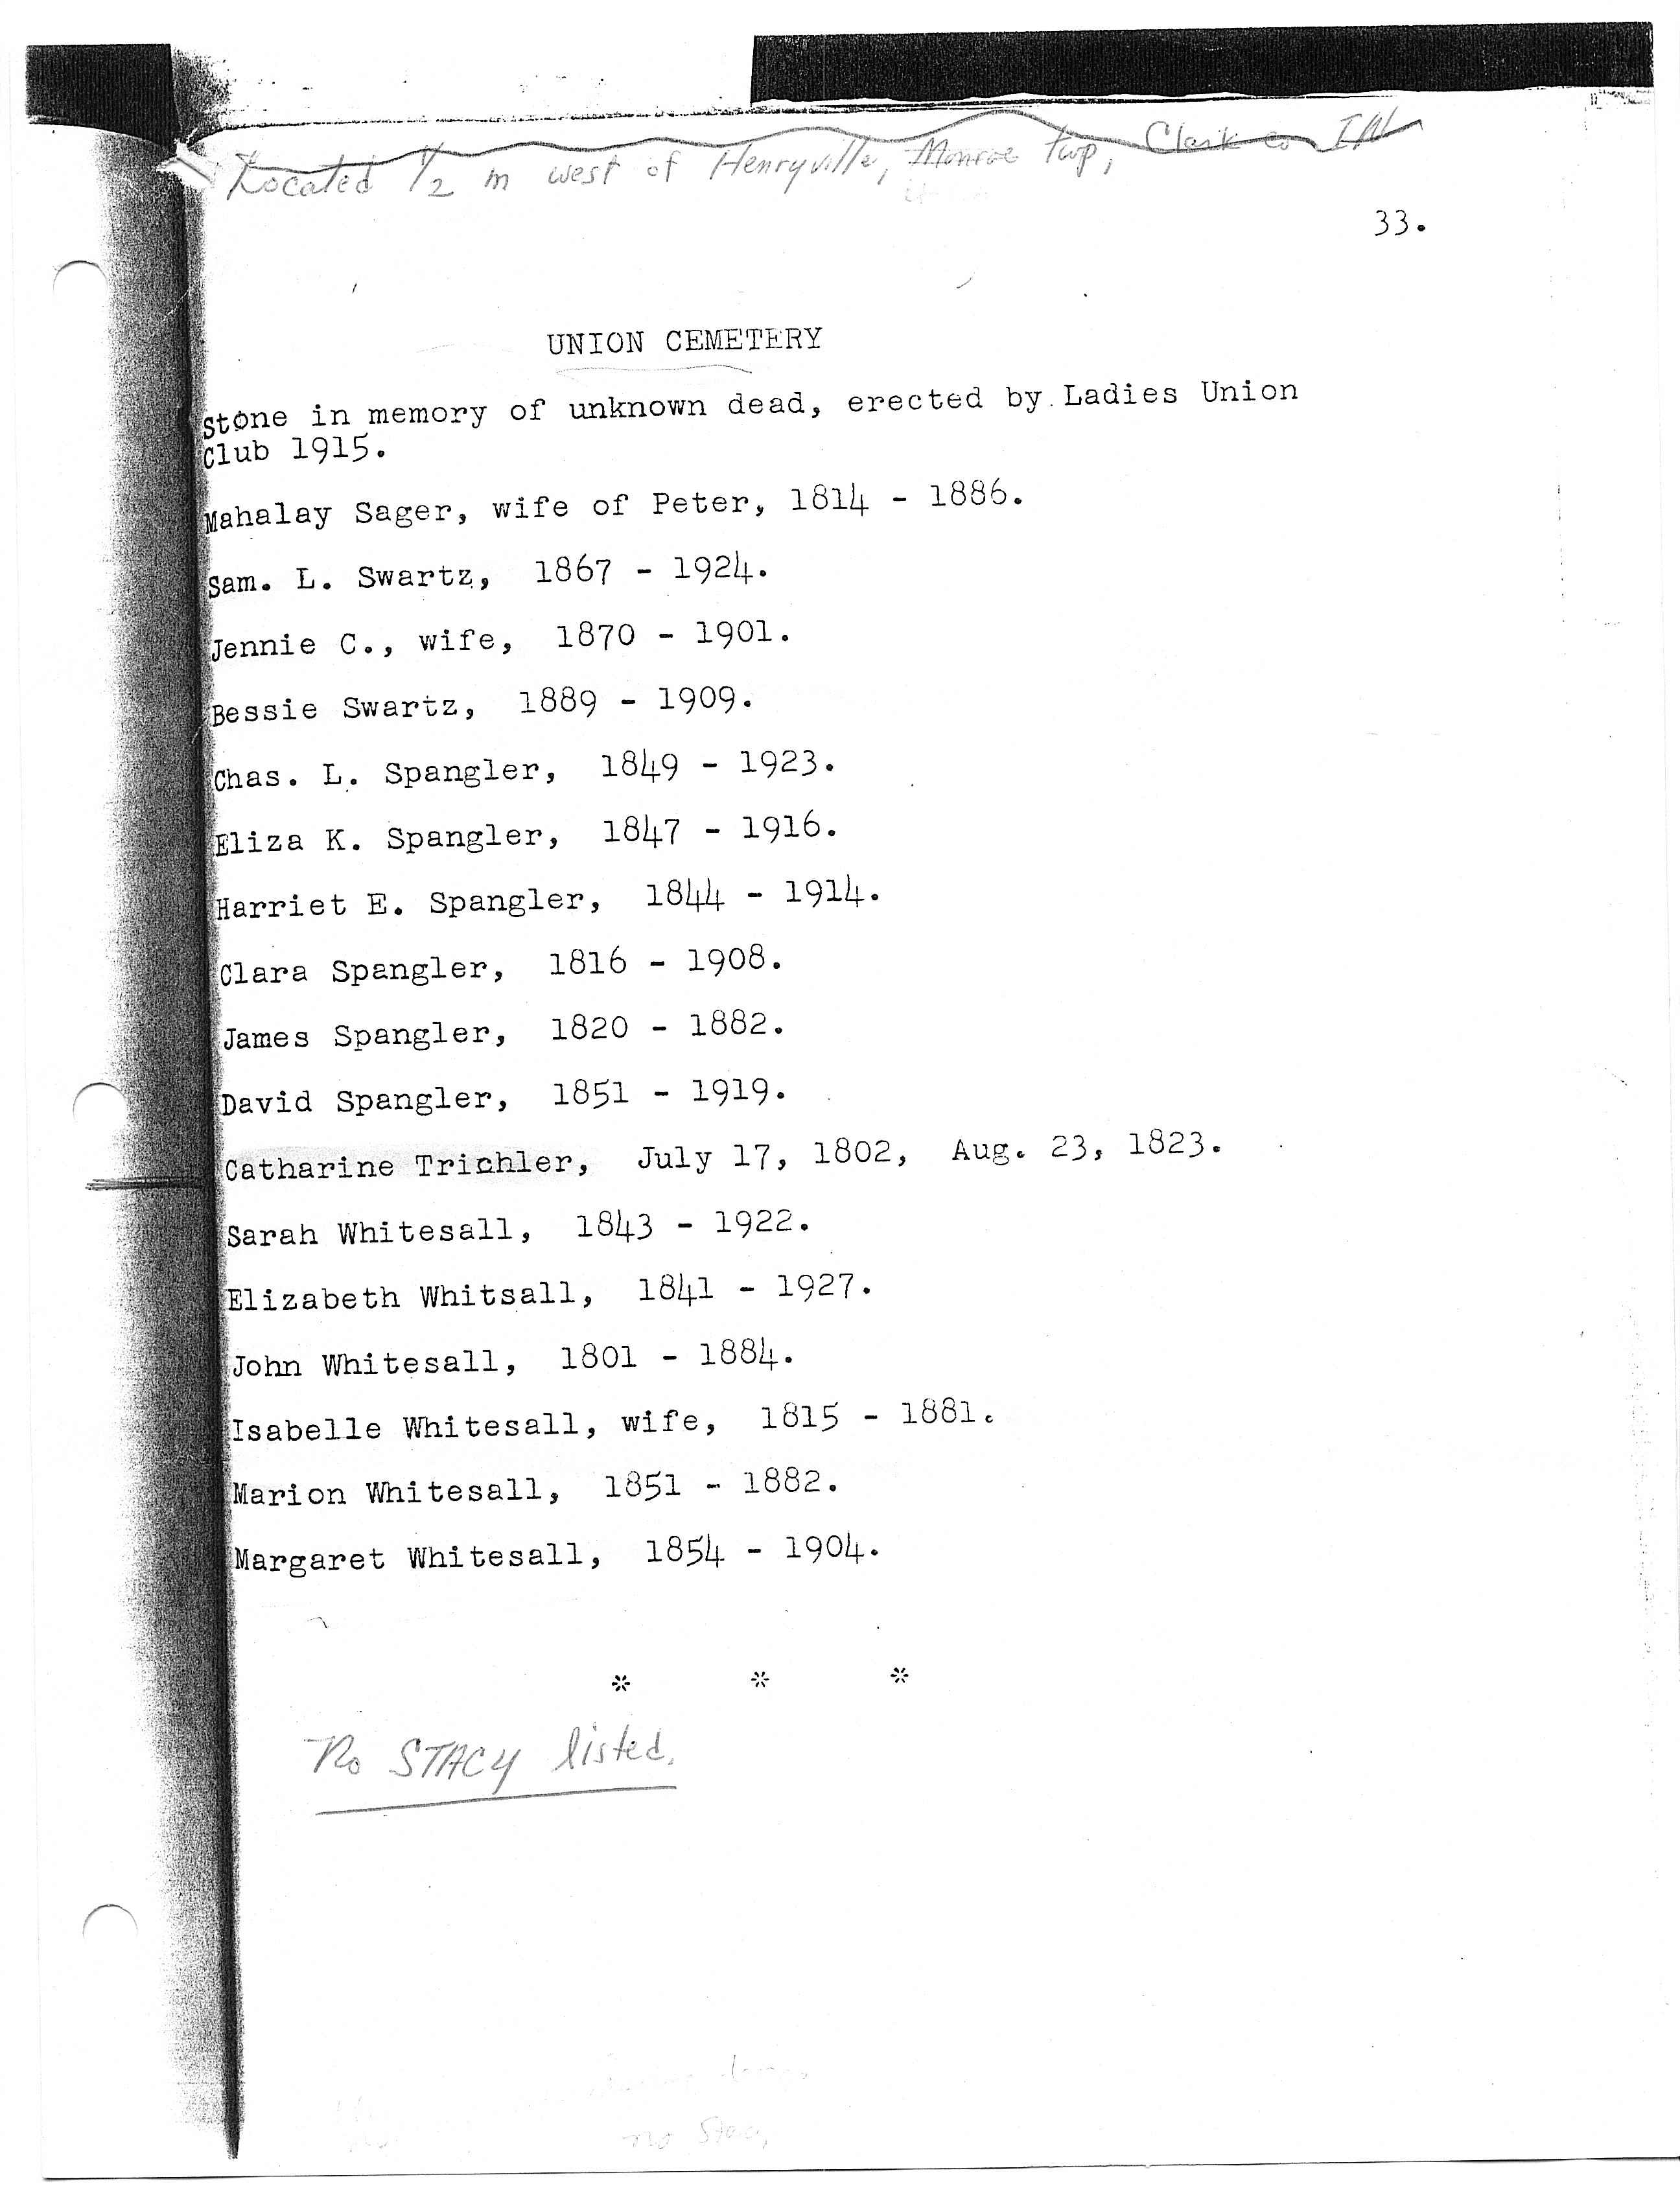 Located 1/2 m west of Henryville, Monroe twp, Clark co IN
33.
UNION CEMETERY
Stone in memory of unknown dead, erected by Ladies Union
Club 1915.
Mahalay Sager, wife of Peter, 1814 - 1886.
Sam. L. Swartz, 1867 - 1924.
Jennie C., wife, 1870 - 1901.
Bessie Swartz, 1889 - 1909.
Chas. L. Spangler, 1849 - 1923.
Eliza K. Spangler, 1847 - 1916.
Harriet E. Spangler, 1844 - 1914.
Clara Spangler, 1816 - 1908.
James Spangler, 1820 - 1882.
David Spangler, 1851 - 1919.
Catharine Trichler, July 17, 1802, Aug. 23, 1823.
Sarah Whitesall, 1843 - 1922.
Elizabeth Whitsall, 1841 - 1927.
John Whitesall, 1801 - 1884.
Isabelle Whitesall, wife, 1815 - 1881.
Marion Whitesall, 1851 - 1882.
Margaret Whitesall, 1854 - 1904.
* * *
No STACY listed.
no Stacy